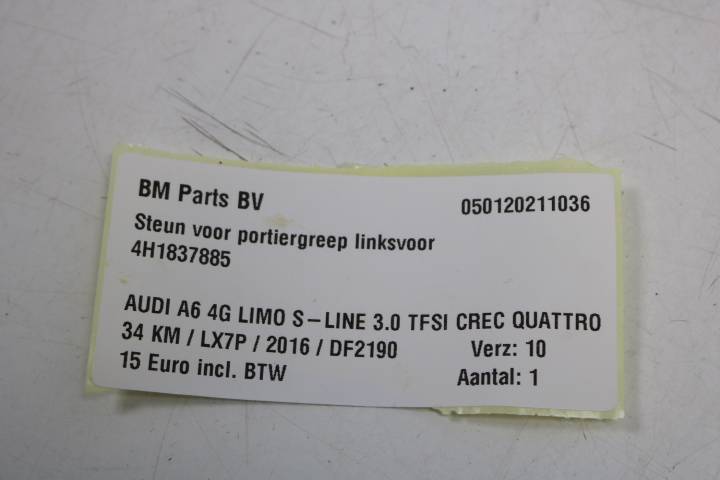 BM Parts BV 050120211036
Steun voor portiergreep linksvoor
4H1837885
AUDI A6 4G LIMO S-LINE 3.0 TFSI CREC QUATTRO
34 KM / LX7P / 2016 / DF2190 Verz: 10
15 Euro incl. BTW Aantal: 1